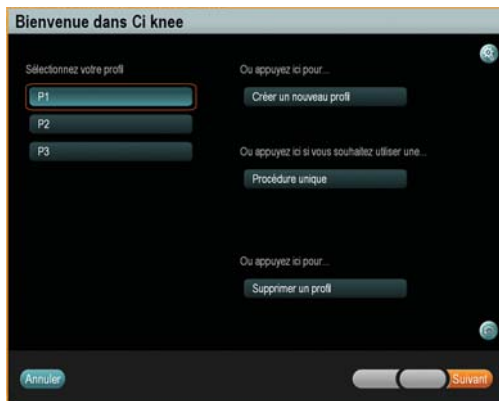 Bienvenue dans Ci knee
Sélectionnez votre profil
P1
P2
P3
Ou appuyez ici pour...
Créer un nouveau profil
Ou appuyez ici si vous souhaitez utiliser une...
Procédure unique
Ou appuyez ici pour...
Supprimer un profil
Annuler
Suivant